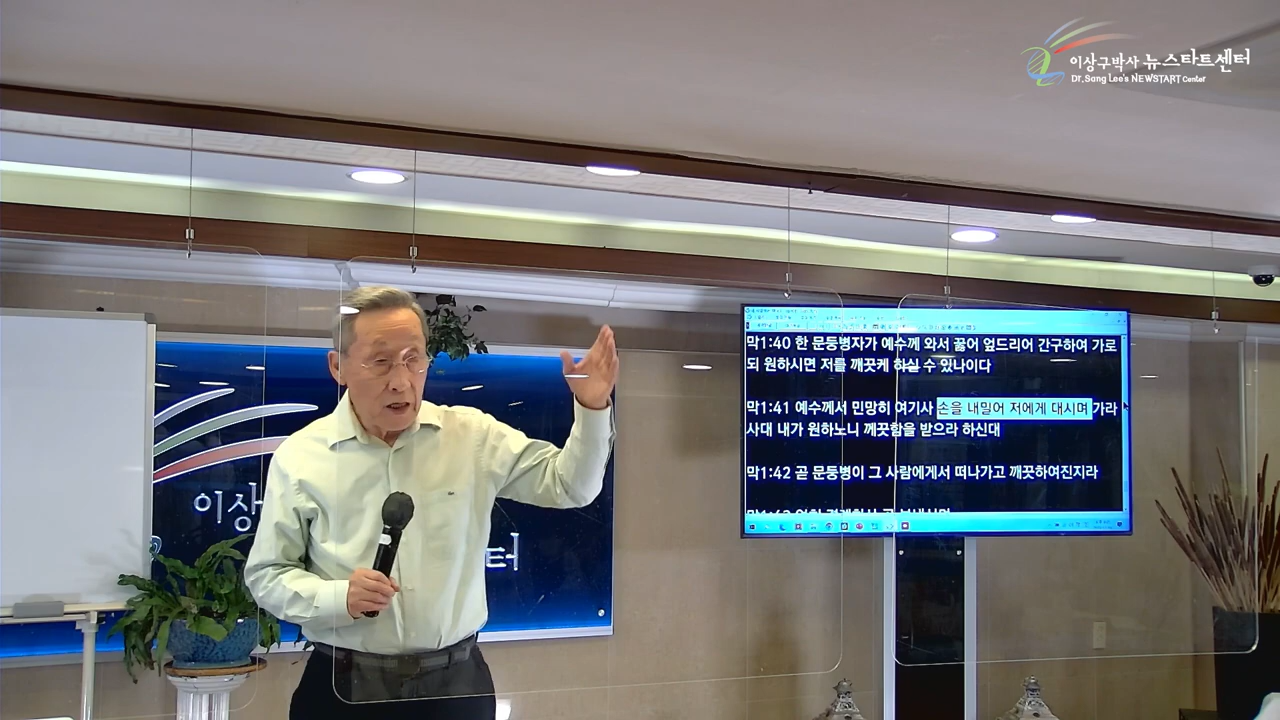 이상구박사 뉴스타트센터
Dr. Sang Lee's NEWSTART Center
막1:40 한 문둥병자가 예수께 와서 꿇어 엎드리어 간구하여 가로
되 원하시면 저를 깨끗케 하실 수 있나이다
막1:41 예수께서 민망히 여기사 손을 내밀어 저에게 대시며 가라
사대 내가 원하노니 깨끗함을 받으라 하신대
막1:42 곧 문둥병이 그 사람에게서 떠나가고 깨끗하여진지라
이상
터